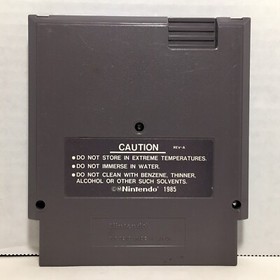 CAUTION REV-A
•DO NOT STORE IN EXTREME TEMPERATURES.
•DO NOT IMMERSE IN WATER.
•DO NOT CLEAN WITH BENZENE, THINNER,
ALCOHOL OR OTHER SUCH SOLVENTS.
Nintendo 1985